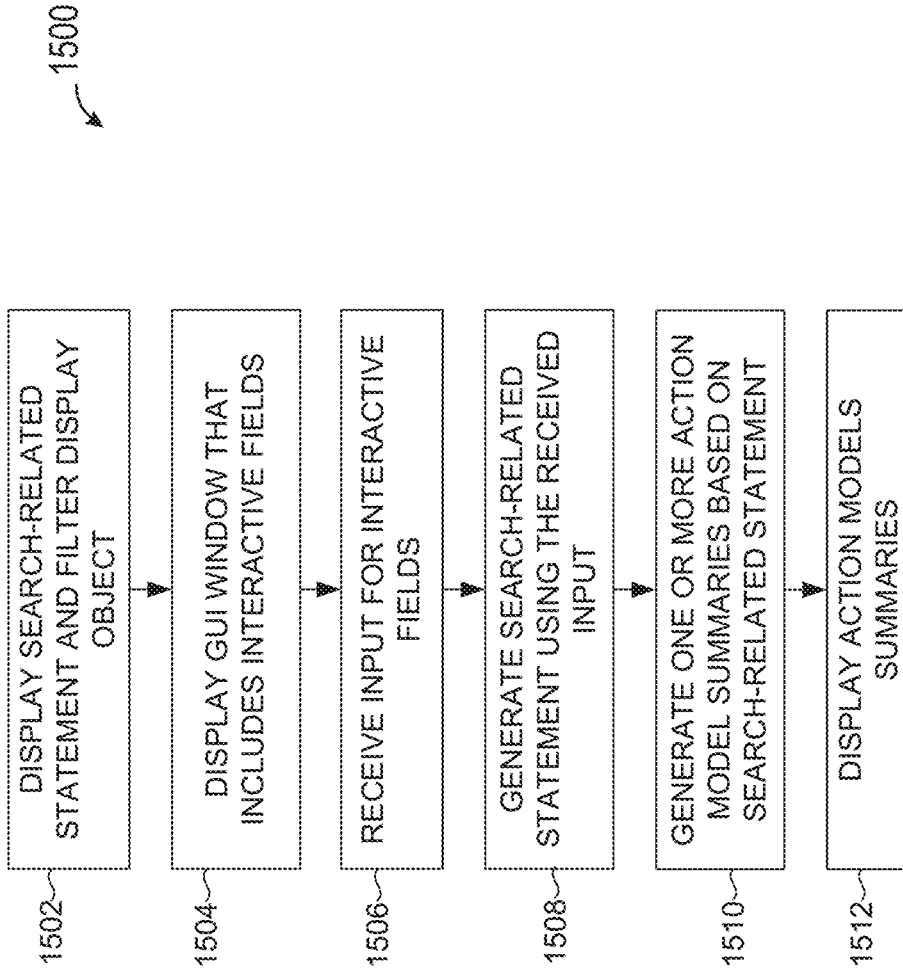 1500
1502
DISPLAY SEARCH-RELATED
STATEMENT AND FILTER DISPLAY
OBJECT
1504
DISPLAY GUI WINDOW THAT
INCLUDES INTERACTIVE FIELDS
1506
RECEIVE INPUT FOR INTERACTIVE
FIELDS
1508
GENERATE SEARCH-RELATED
STATEMENT USING THE RECEIVED
INPUT
1510
GENERATE ONE OR MORE ACTION
MODEL SUMMARIES BASED ON
SEARCH-RELATED STATEMENT
1512
DISPLAY ACTION MODELS
SUMMARIES